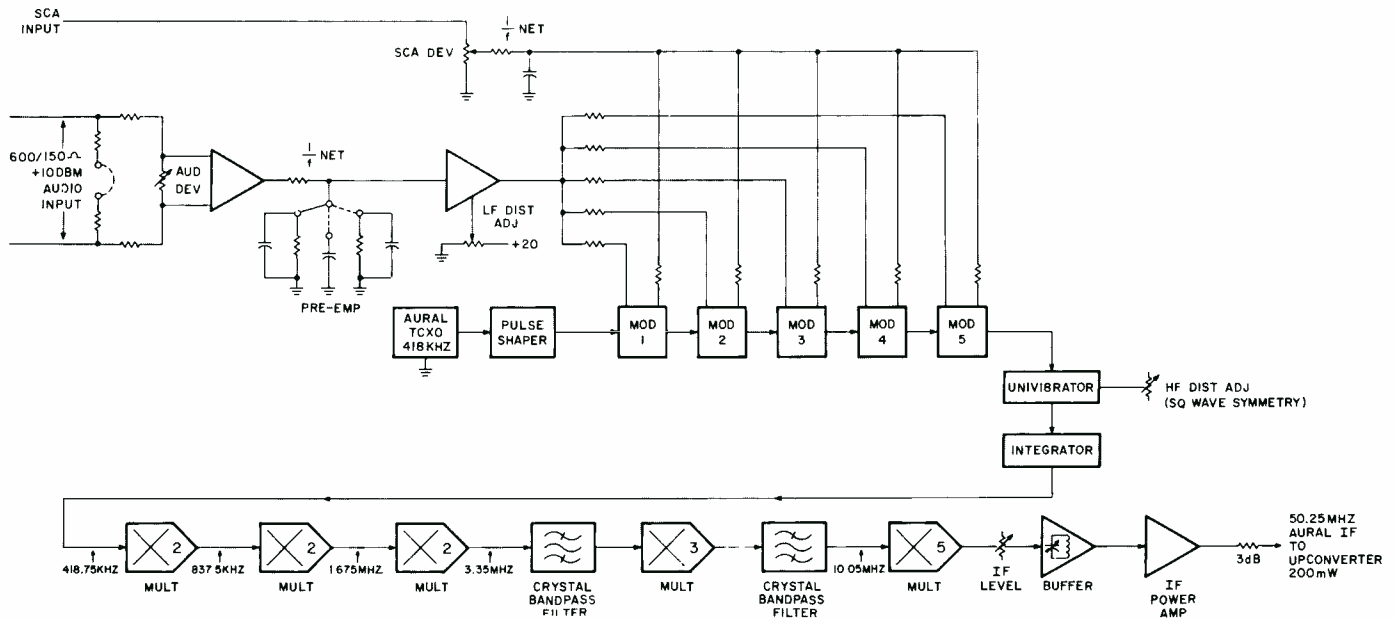 SCA
INPUT
SCA DEV
1/f NET
600/150Ω
+10DBM
AUDIO
INPUT
AUD
DEV
1/f NET
LF DIST
ADJ
+20
PRE-EMP
AURAL
TCXO
418KHZ
PULSE
SHAPER
MOD
1
MOD
2
MOD
3
MOD
4
MOD
5
UNIVIBRATOR
HF DIST ADJ
(SQ WAVE SYMMETRY)
INTEGRATOR
418.75KHZ
2
MULT
837 5KHZ
2
MULT
1 675MHZ
2
MULT
3.35MHZ
CRYSTAL
BANDPASS
FILTER
3
MULT
CRYSTAL
BANDPASS
FILTER
10 05MHZ
5
MULT
IF
LEVEL
BUFFER
IF
POWER
AMP
3dB
50.25MHZ
AURAL IF
TO
UPCONVERTER
200mW